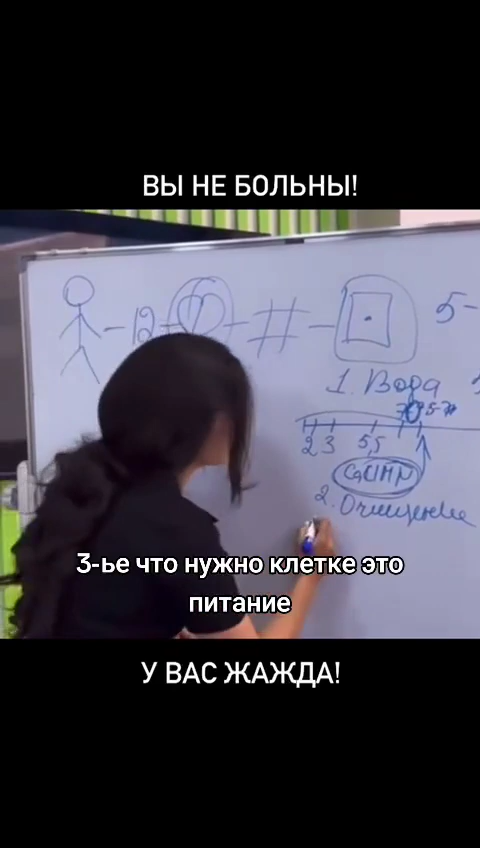 ВЫ НЕ БОЛЬНЫ!
12
5-
1. Вода
2 3 5,5
2. Очищение
3-ье что нужно клетке это
питание
У ВАС ЖАЖДА!